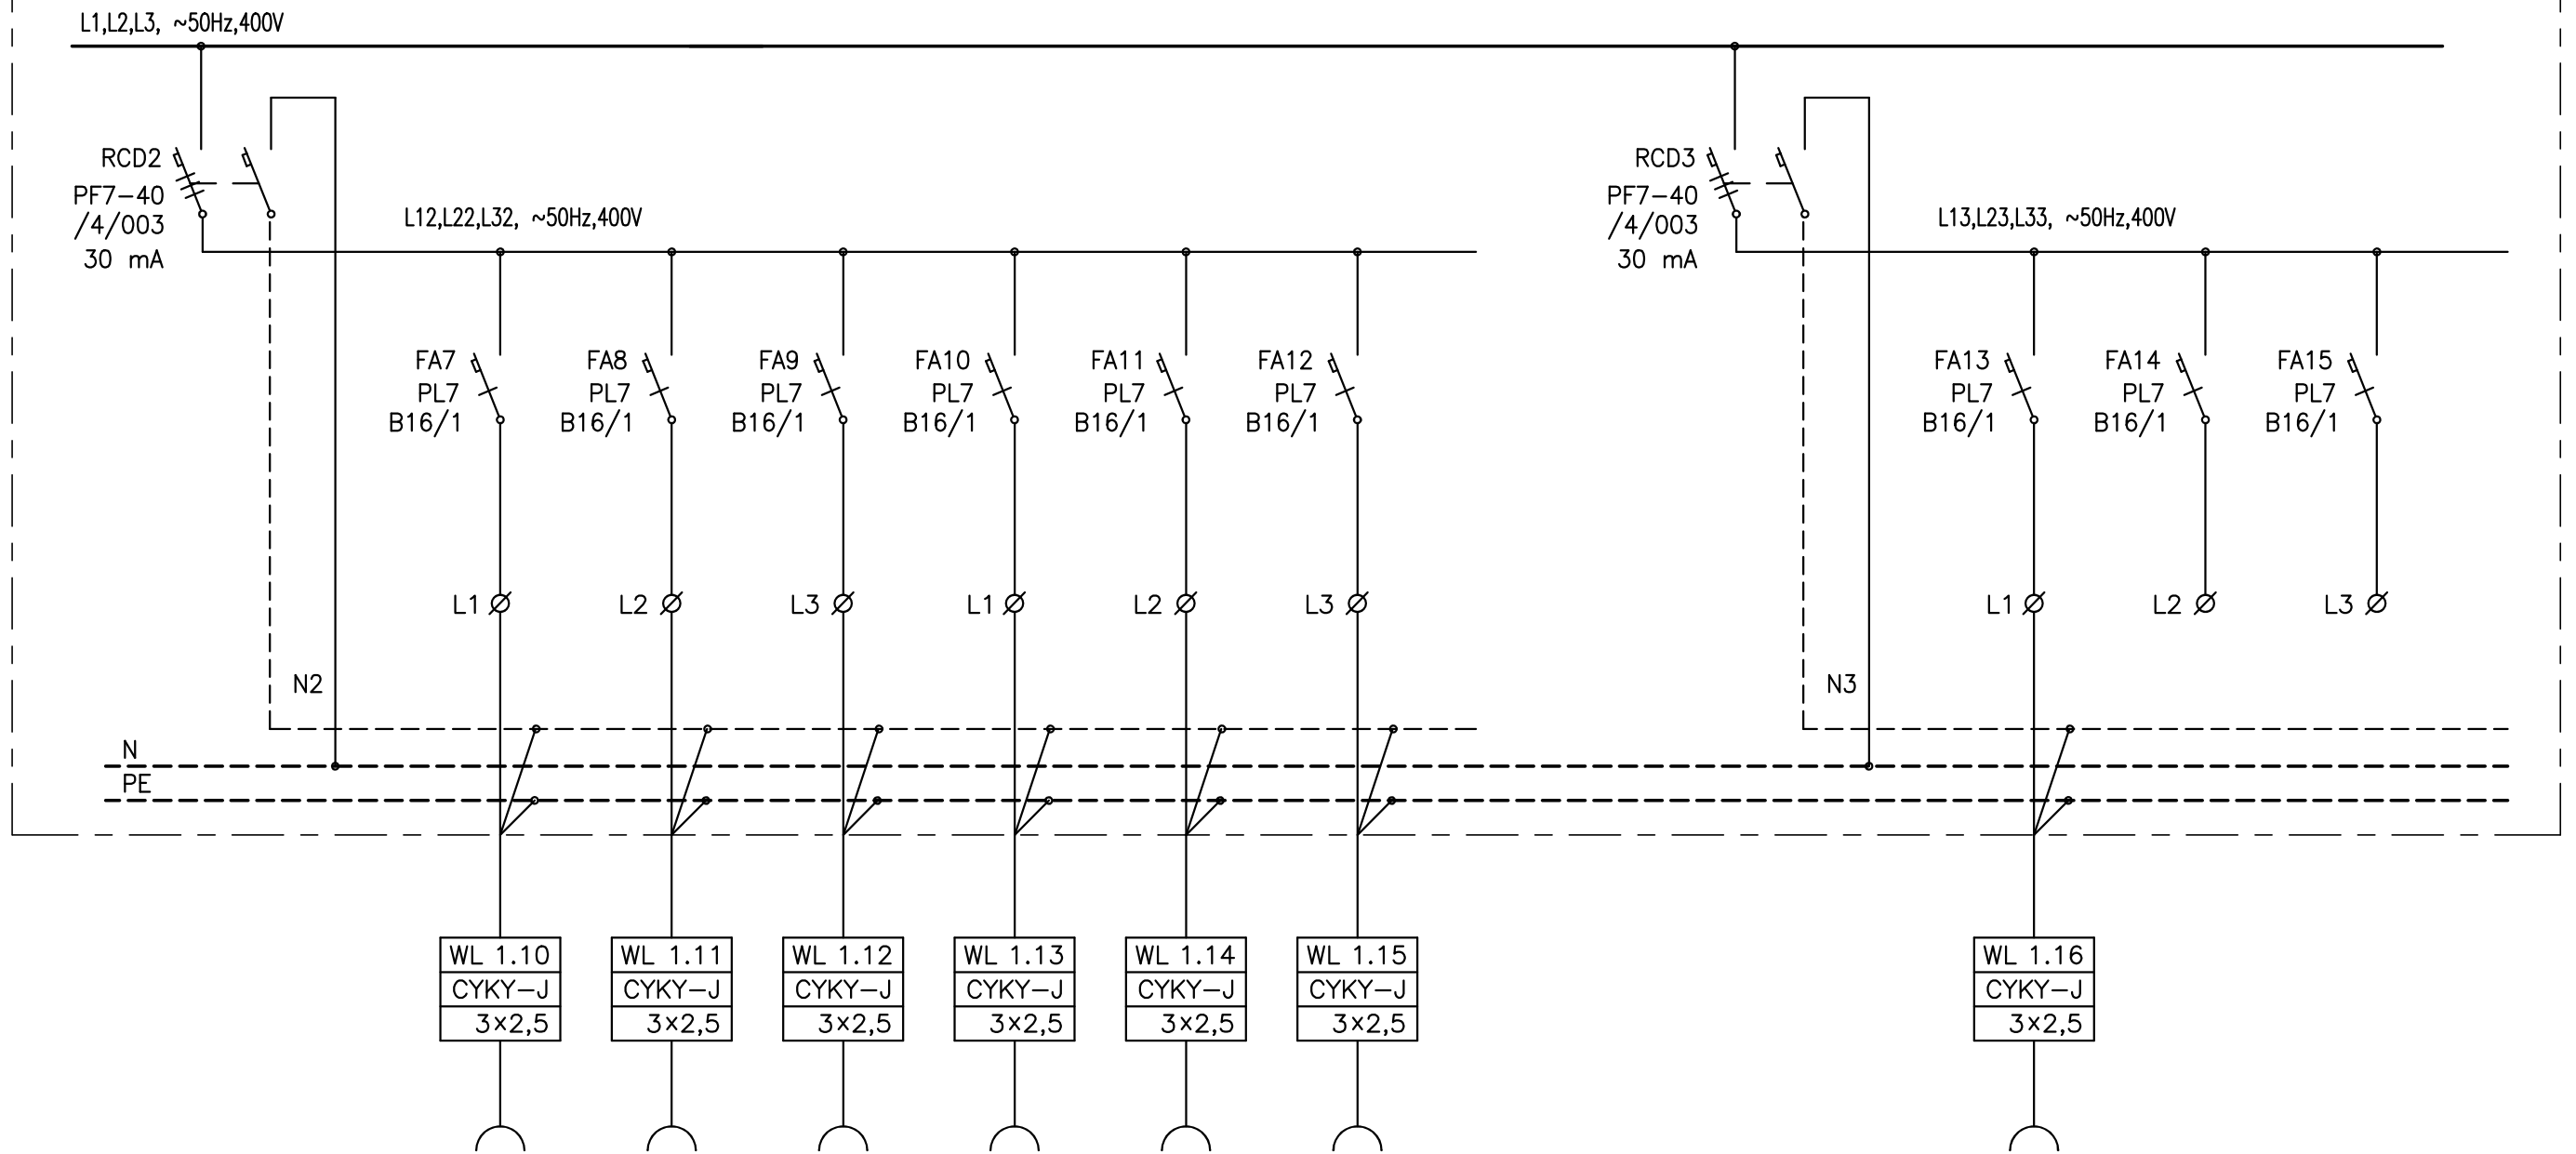 L1,L2,L3, ~50Hz,400V
RCD2
PF7-40
/4/003
30 mA
L12,L22,L32, ~50Hz,400V
RCD3
PF7-40
/4/003
30 mA
L13,L23,L33, ~50Hz,400V
FA7
PL7
B16/1
FA8
PL7
B16/1
FA9
PL7
B16/1
FA10
PL7
B16/1
FA11
PL7
B16/1
FA12
PL7
B16/1
FA13
PL7
B16/1
FA14
PL7
B16/1
FA15
PL7
B16/1
L1
L2
L3
L1
L2
L3
L1
L2
L3
N2
N3
N
PE
WL 1.10
CYKY-J
3×2,5
WL 1.11
CYKY-J
3×2,5
WL 1.12
CYKY-J
3×2,5
WL 1.13
CYKY-J
3×2,5
WL 1.14
CYKY-J
3×2,5
WL 1.15
CYKY-J
3×2,5
WL 1.16
CYKY-J
3×2,5